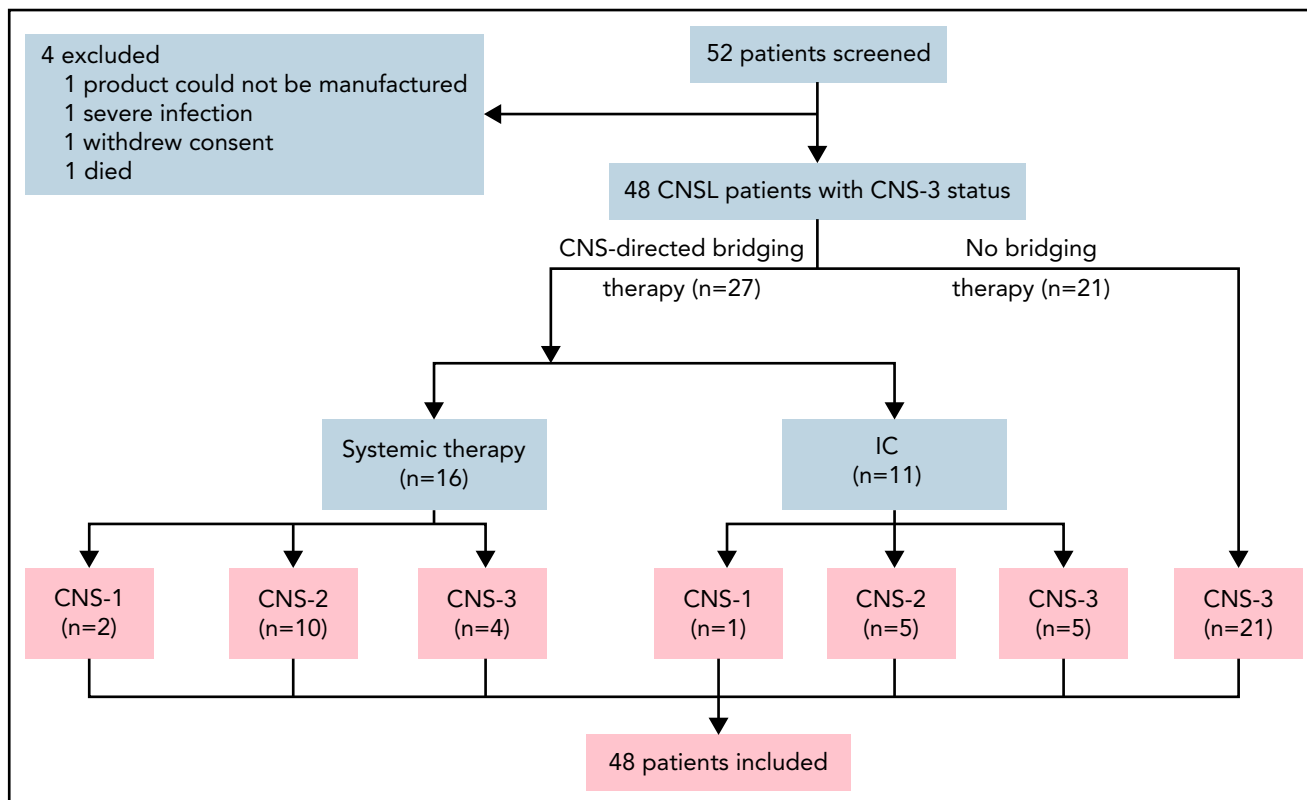 52 patients screened
4 excluded
1 product could not be manufactured
1 severe infection
1 withdrew consent
1 died
48 CNSL patients with CNS-3 status
CNS-directed bridging
therapy (n=27)
No bridging
therapy (n=21)
Systemic therapy
(n=16)
IC
(n=11)
CNS-1
(n=2)
CNS-2
(n=10)
CNS-3
(n=4)
CNS-1
(n=1)
CNS-2
(n=5)
CNS-3
(n=5)
CNS-3
(n=21)
48 patients included